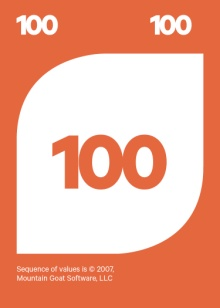 100 100
100
Sequence of values is © 2007,
Mountain Goat Software, LLC